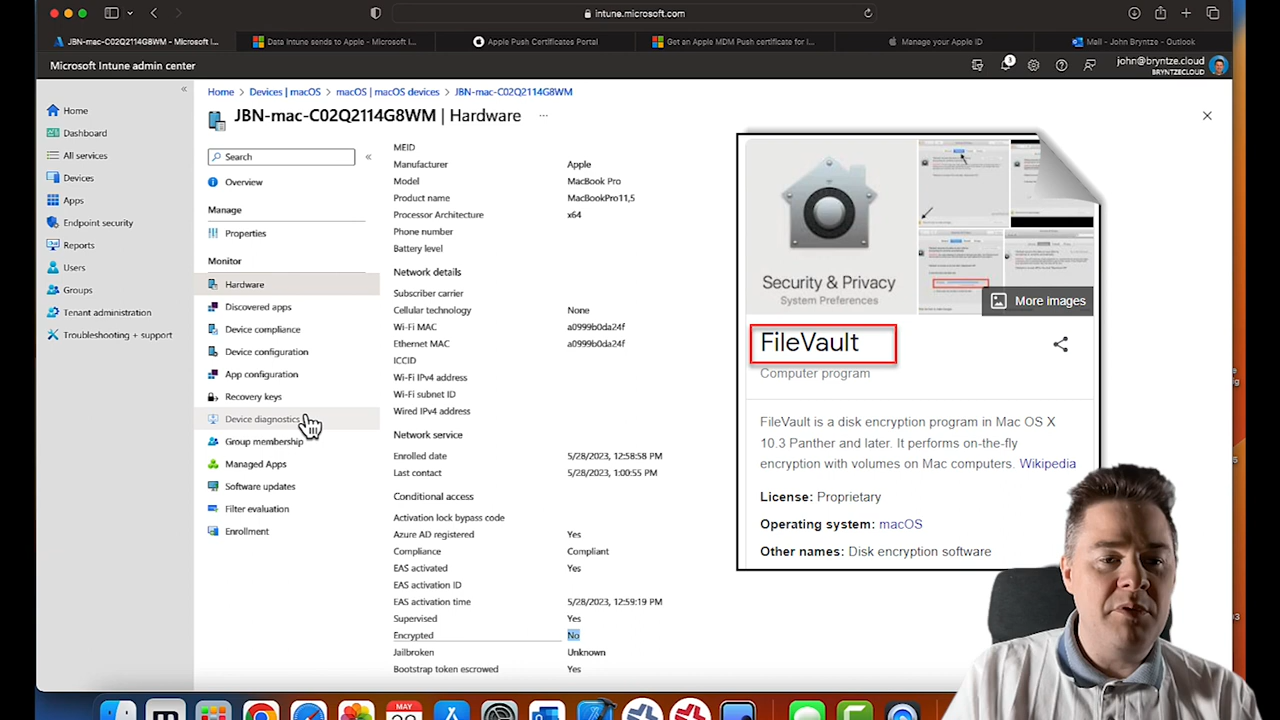 intune.microsoft.com
JBN-mac-C02Q2114G8WM - Microsoft I...
Data Intune sends to Apple - Microsoft I...
Apple Push Certificates Portal
Get an Apple MDM Push certificate for I...
Manage your Apple ID
Mail - John Bryntze - Outlook
Microsoft Intune admin center
3
john@bryntze.cloud
BRYNTZECLOUD
Home > Devices | macOS > macOS | macOS devices > JBN-mac-C02Q2114G8WM
JBN-mac-C02Q2114G8WM | Hardware ...
Home
Dashboard
All services
Devices
Apps
Endpoint security
Reports
Users
Groups
Tenant administration
Troubleshooting + support
Search
Overview
Manage
Properties
Monitor
Hardware
Discovered apps
Device compliance
Device configuration
App configuration
Recovery keys
Device diagnostics
Group membership
Managed Apps
Software updates
Filter evaluation
Enrollment
MEID
Manufacturer Apple
Model MacBook Pro
Product name MacBookPro11,5
Processor Architecture x64
Phone number
Battery level
Network details
Subscriber carrier
Cellular technology None
Wi-Fi MAC a0999b0da24f
Ethernet MAC a0999b0da24f
ICCID
Wi-Fi IPv4 address
Wi-Fi subnet ID
Wired IPv4 address
Network service
Enrolled date 5/28/2023, 12:58:58 PM
Last contact 5/28/2023, 1:00:55 PM
Conditional access
Activation lock bypass code
Azure AD registered Yes
Compliance Compliant
EAS activated Yes
EAS activation ID
EAS activation time 5/28/2023, 12:59:19 PM
Supervised Yes
Encrypted No
Jailbroken Unknown
Bootstrap token escrowed Yes
Security & Privacy
System Preferences
More images
FileVault
Computer program
FileVault is a disk encryption program in Mac OS X
10.3 Panther and later. It performs on-the-fly
encryption with volumes on Mac computers. Wikipedia
License: Proprietary
Operating system: macOS
Other names: Disk encryption software
MAY